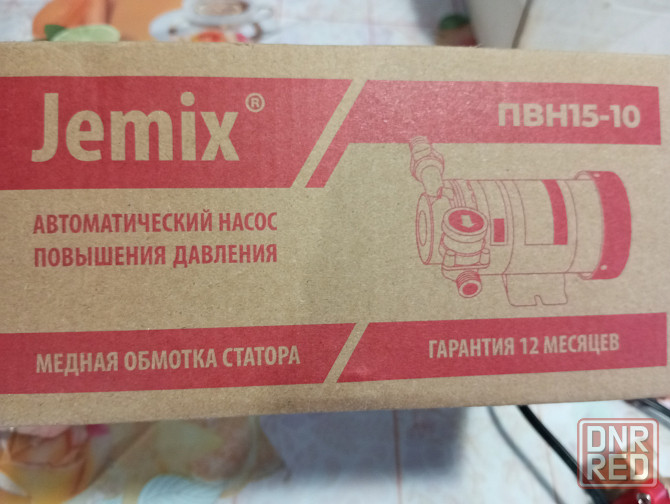 Jemix®
ПВН15-10
АВТОМАТИЧЕСКИЙ НАСОС
ПОВЫШЕНИЯ ДАВЛЕНИЯ
МЕДНАЯ ОБМОТКА СТАТОРА
ГАРАНТИЯ 12 МЕСЯЦЕВ
DNR
RED